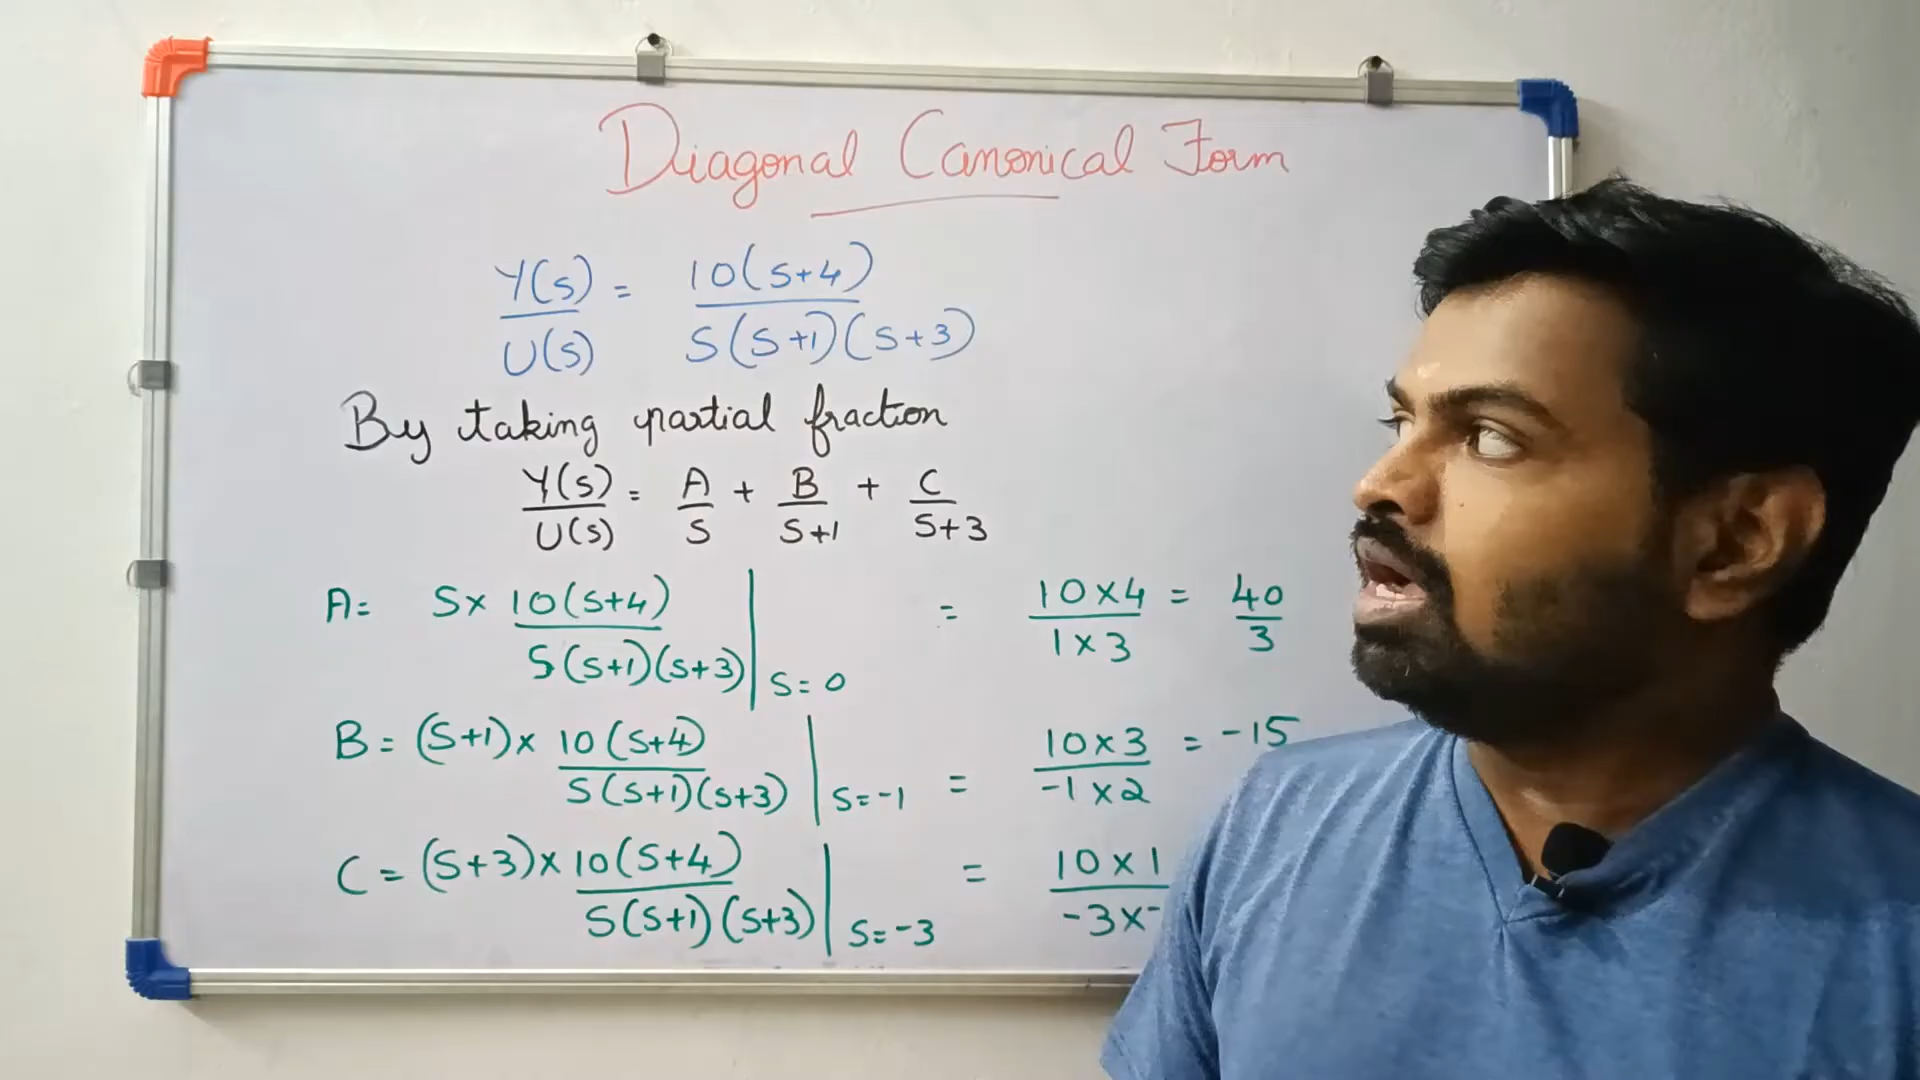 Diagonal Canonical Form
Y(s)/U(s) = 10(s+4)/s(s+1)(s+3)
By taking partial fraction
Y(s)/U(s) = A/s + B/s+1 + C/s+3
A= s× 10(s+4)/s(s+1)(s+3) | s=0 = 10×4/1×3 = 40/3
B= (s+1)× 10(s+4)/s(s+1)(s+3) | s=-1 = 10×3/-1×2 = -15
C= (s+3)× 10(s+4)/s(s+1)(s+3) | s=-3 = 10×1/-3×-